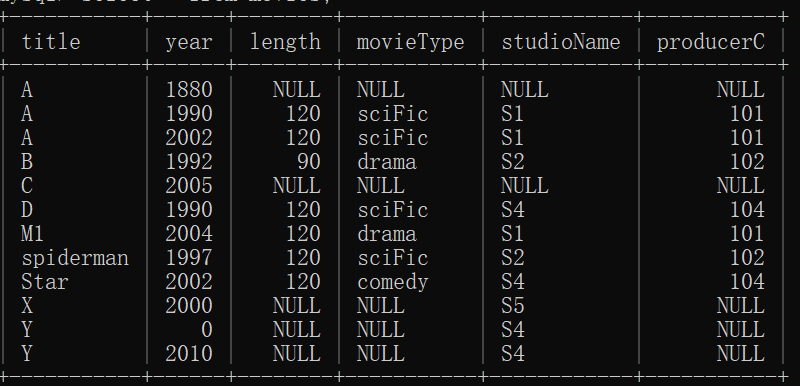 title year length movieType studioName producerC
A 1880 NULL NULL NULL NULL
A 1990 120 sciFic S1 101
A 2002 120 sciFic S1 101
B 1992 90 drama S2 102
C 2005 NULL NULL NULL NULL
D 1990 120 sciFic S4 104
M1 2004 120 drama S1 101
spiderman 1997 120 sciFic S2 102
Star 2002 120 comedy S4 104
X 2000 NULL NULL S5 NULL
Y 0 NULL NULL S4 NULL
Y 2010 NULL NULL S4 NULL